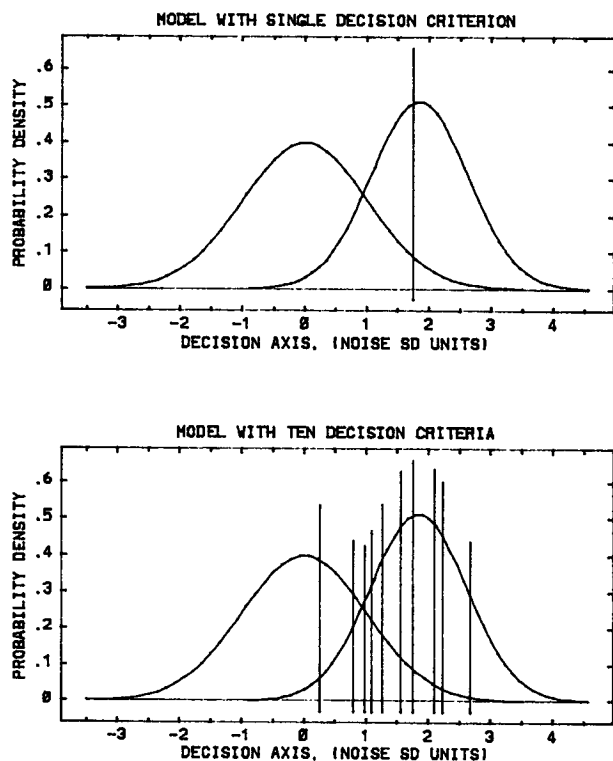 MODEL WITH SINGLE DECISION CRITERION
PROBABILITY DENSITY
.6
.5
.4
.3
.2
.1
0
-3 -2 -1 0 1 2 3 4
DECISION AXIS, (NOISE SD UNITS)
MODEL WITH TEN DECISION CRITERIA
PROBABILITY DENSITY
.6
.5
.4
.3
.2
.1
0
-3 -2 -1 0 1 2 3 4
DECISION AXIS, (NOISE SD UNITS)